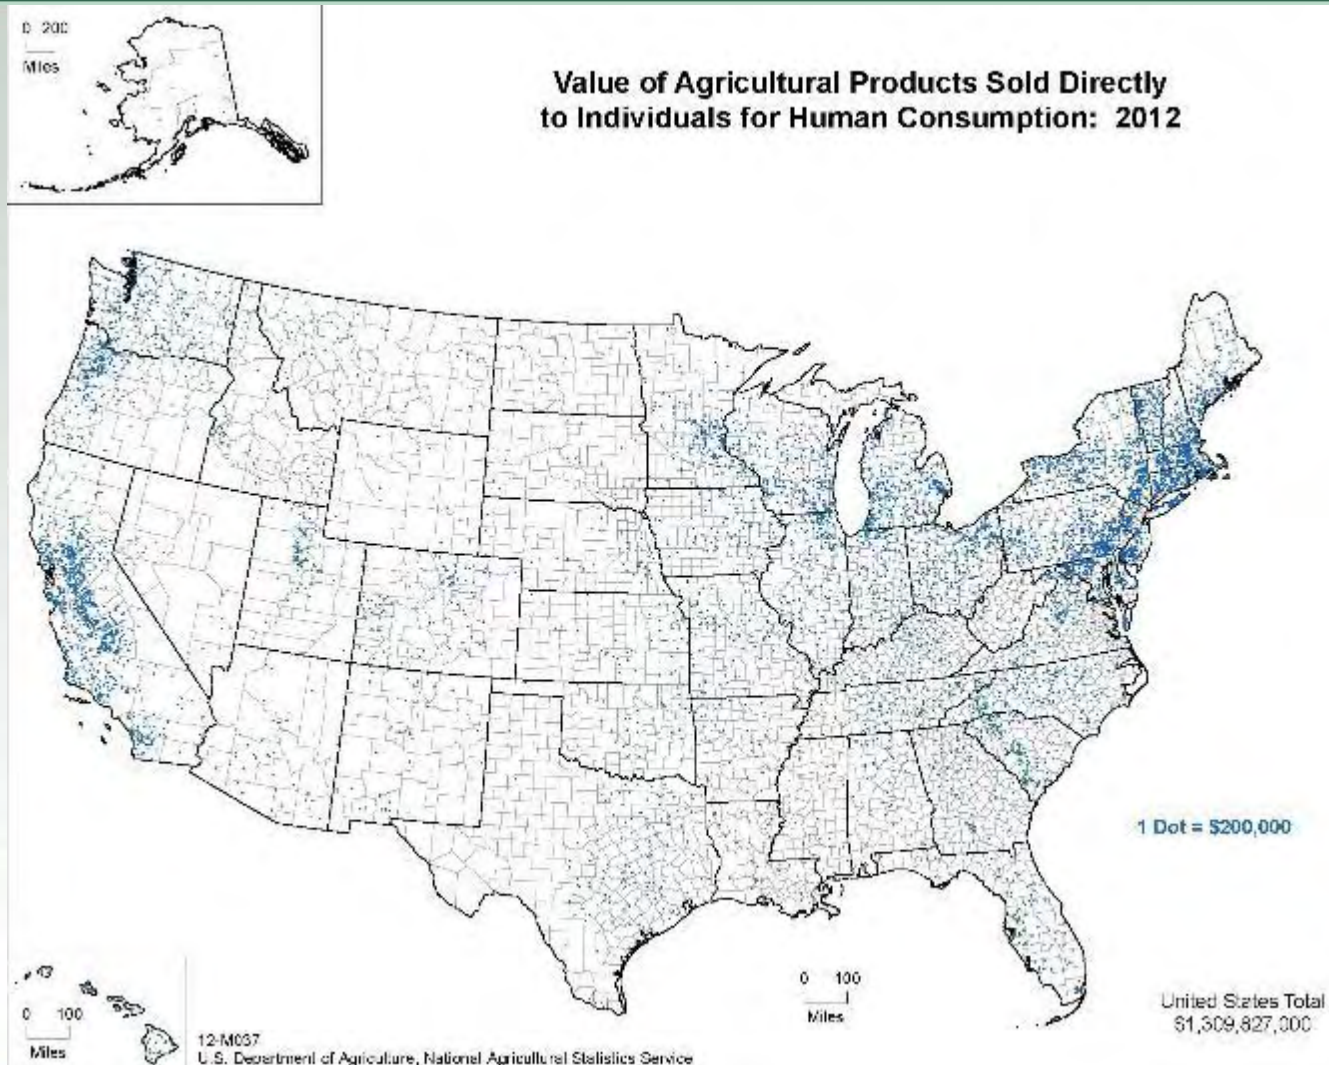 0 200
Miles
Value of Agricultural Products Sold Directly
to Individuals for Human Consumption: 2012
1 Dot = $200,000
0 100
Miles
United States Total
$1,309,827,000
0 100
Miles
12-M037
U.S. Department of Agriculture, National Agricultural Statistics Service